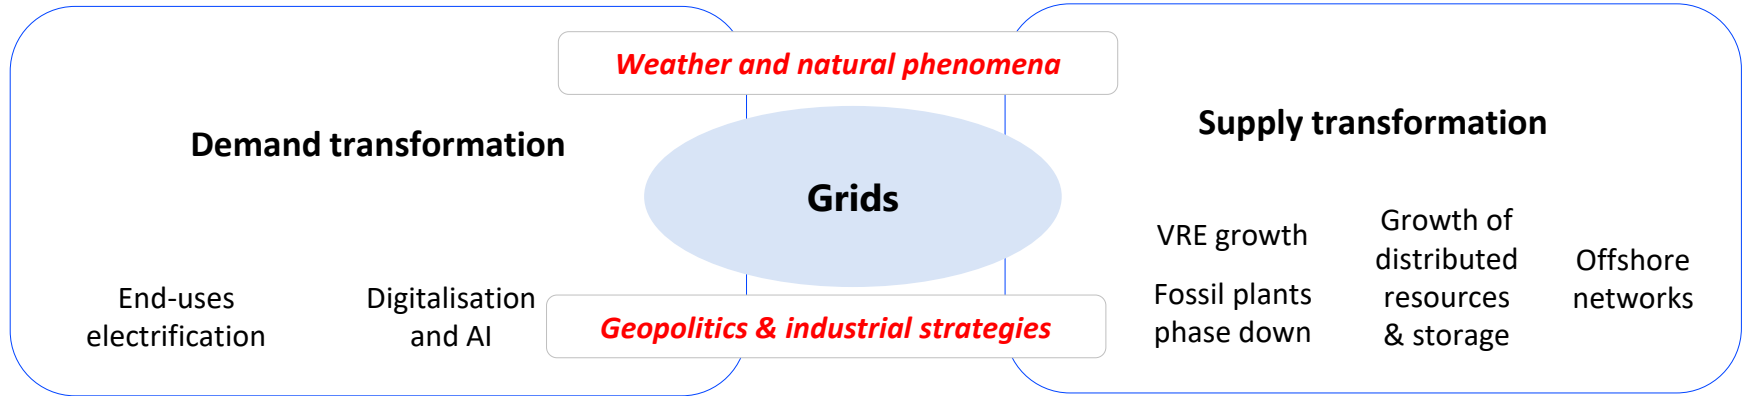 Weather and natural phenomena
Demand transformation
Supply transformation
Grids
End-uses
electrification
Digitalisation
and AI
Geopolitics & industrial strategies
VRE growth
Fossil plants
phase down
Growth of
distributed
resources
& storage
Offshore
networks